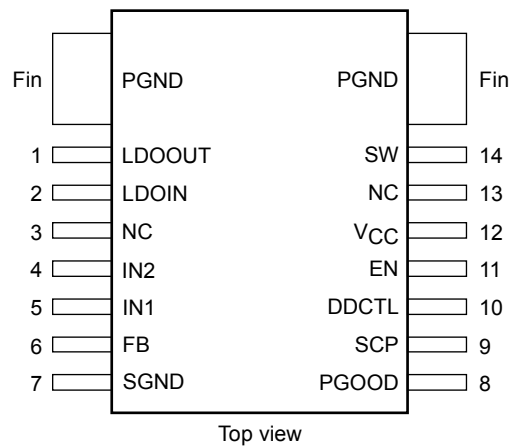 Fin PGND PGND Fin
1 LDOOUT SW 14
2 LDOIN NC 13
3 NC VCC 12
4 IN2 EN 11
5 IN1 DDCTL 10
6 FB SCP 9
7 SGND PGOOD 8
Top view